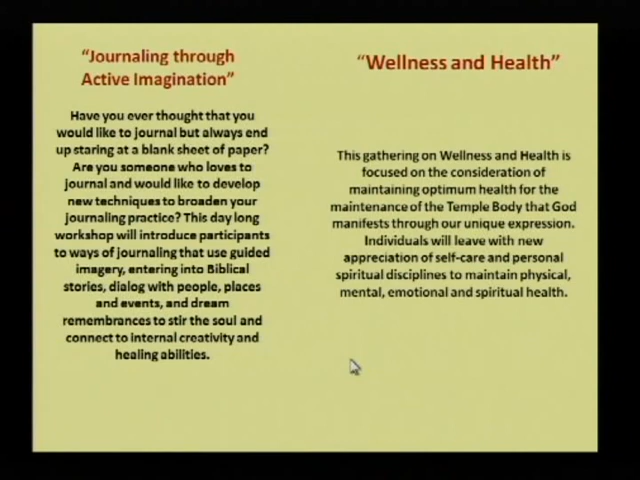 “Journaling through
Active Imagination”
Have you ever thought that you
would like to journal but always end
up staring at a blank sheet of paper?
Are you someone who loves to
journal and would like to develop
new techniques to broaden your
journaling practice? This day long
workshop will introduce participants
to ways of journaling that use guided
imagery, entering into Biblical
stories, dialog with people, places
and events, and dream
remembrances to stir the soul and
connect to internal creativity and
healing abilities.
“Wellness and Health”
This gathering on Wellness and Health is
focused on the consideration of
maintaining optimum health for the
maintenance of the Temple Body that God
manifests through our unique expression.
Individuals will leave with new
appreciation of self-care and personal
spiritual disciplines to maintain physical,
mental, emotional and spiritual health.